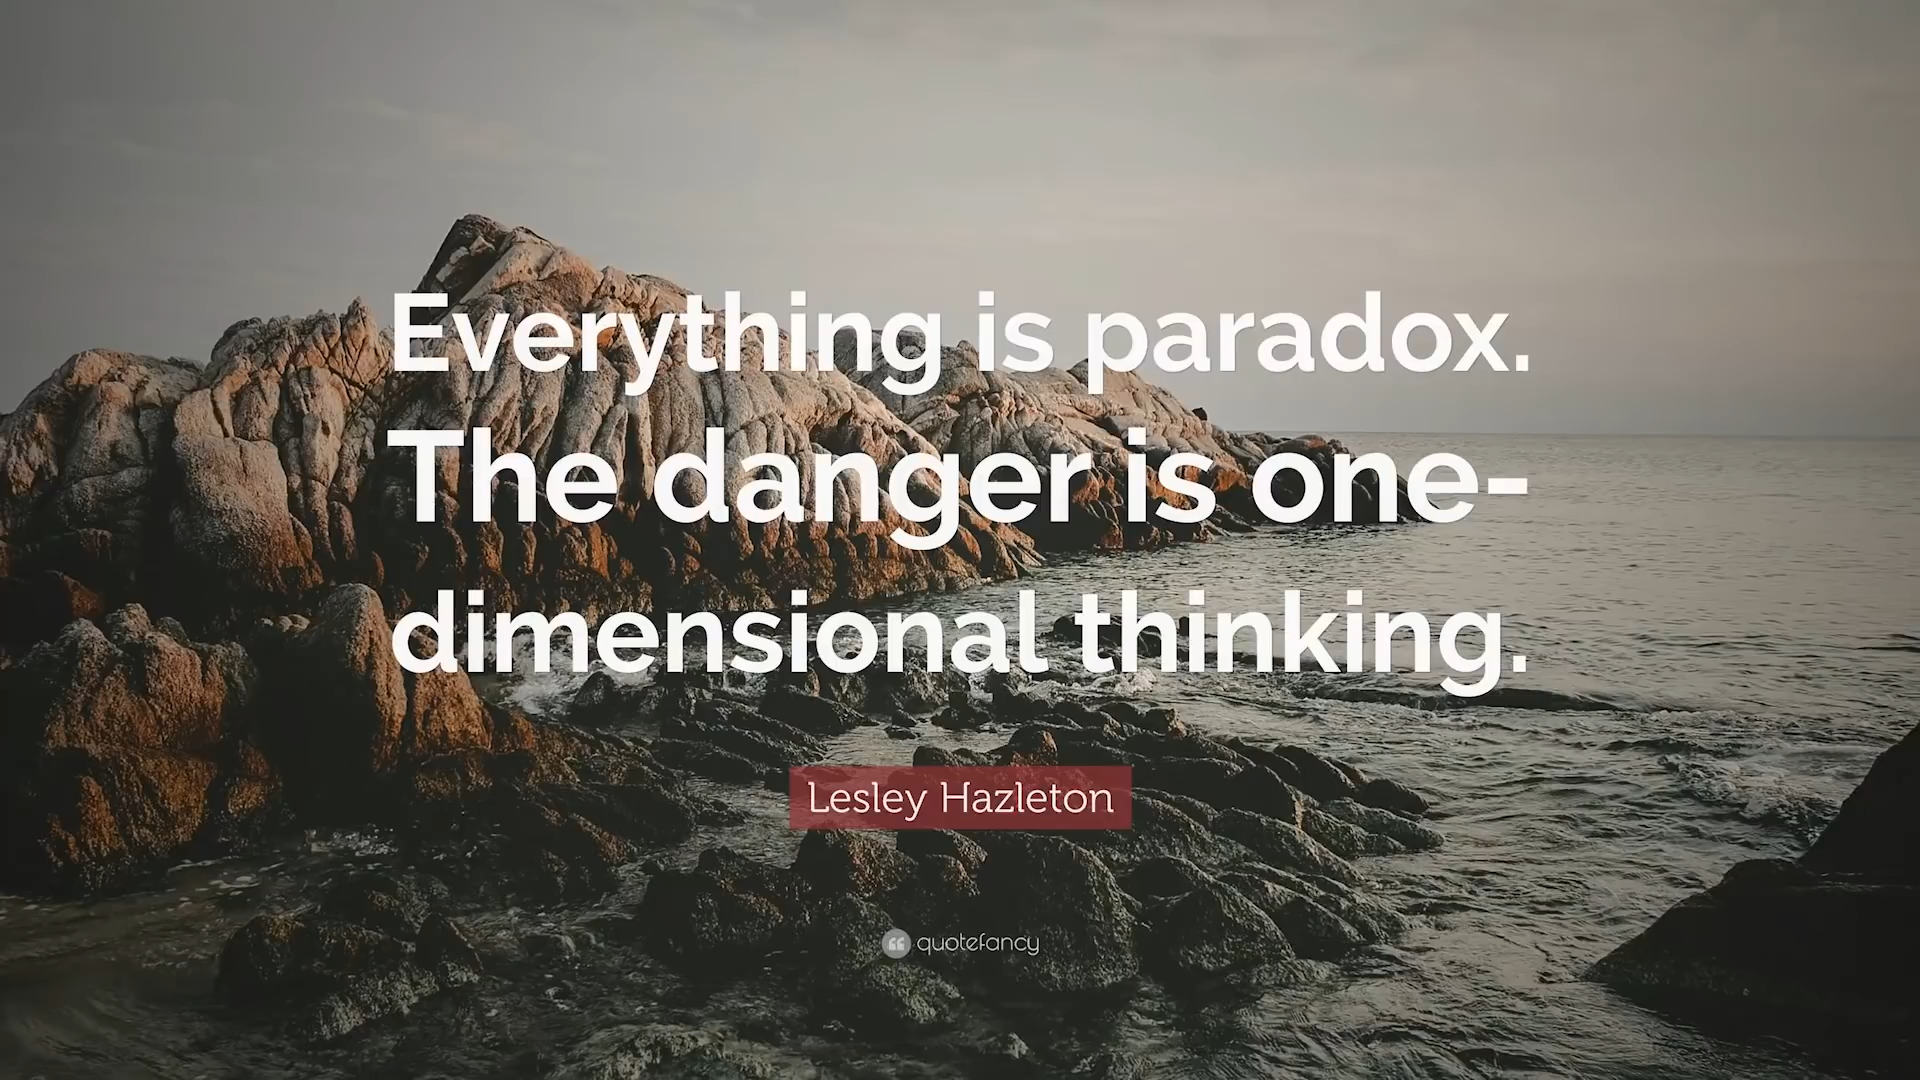 Everything is paradox.
The danger is one-
dimensional thinking.
Lesley Hazleton
quotefancy